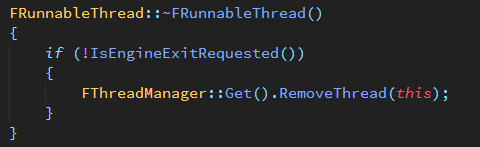 FRunnableThread::~FRunnableThread()
{
    if (!IsEngineExitRequested())
    {
        FThreadManager::Get().RemoveThread(this);
    }
}